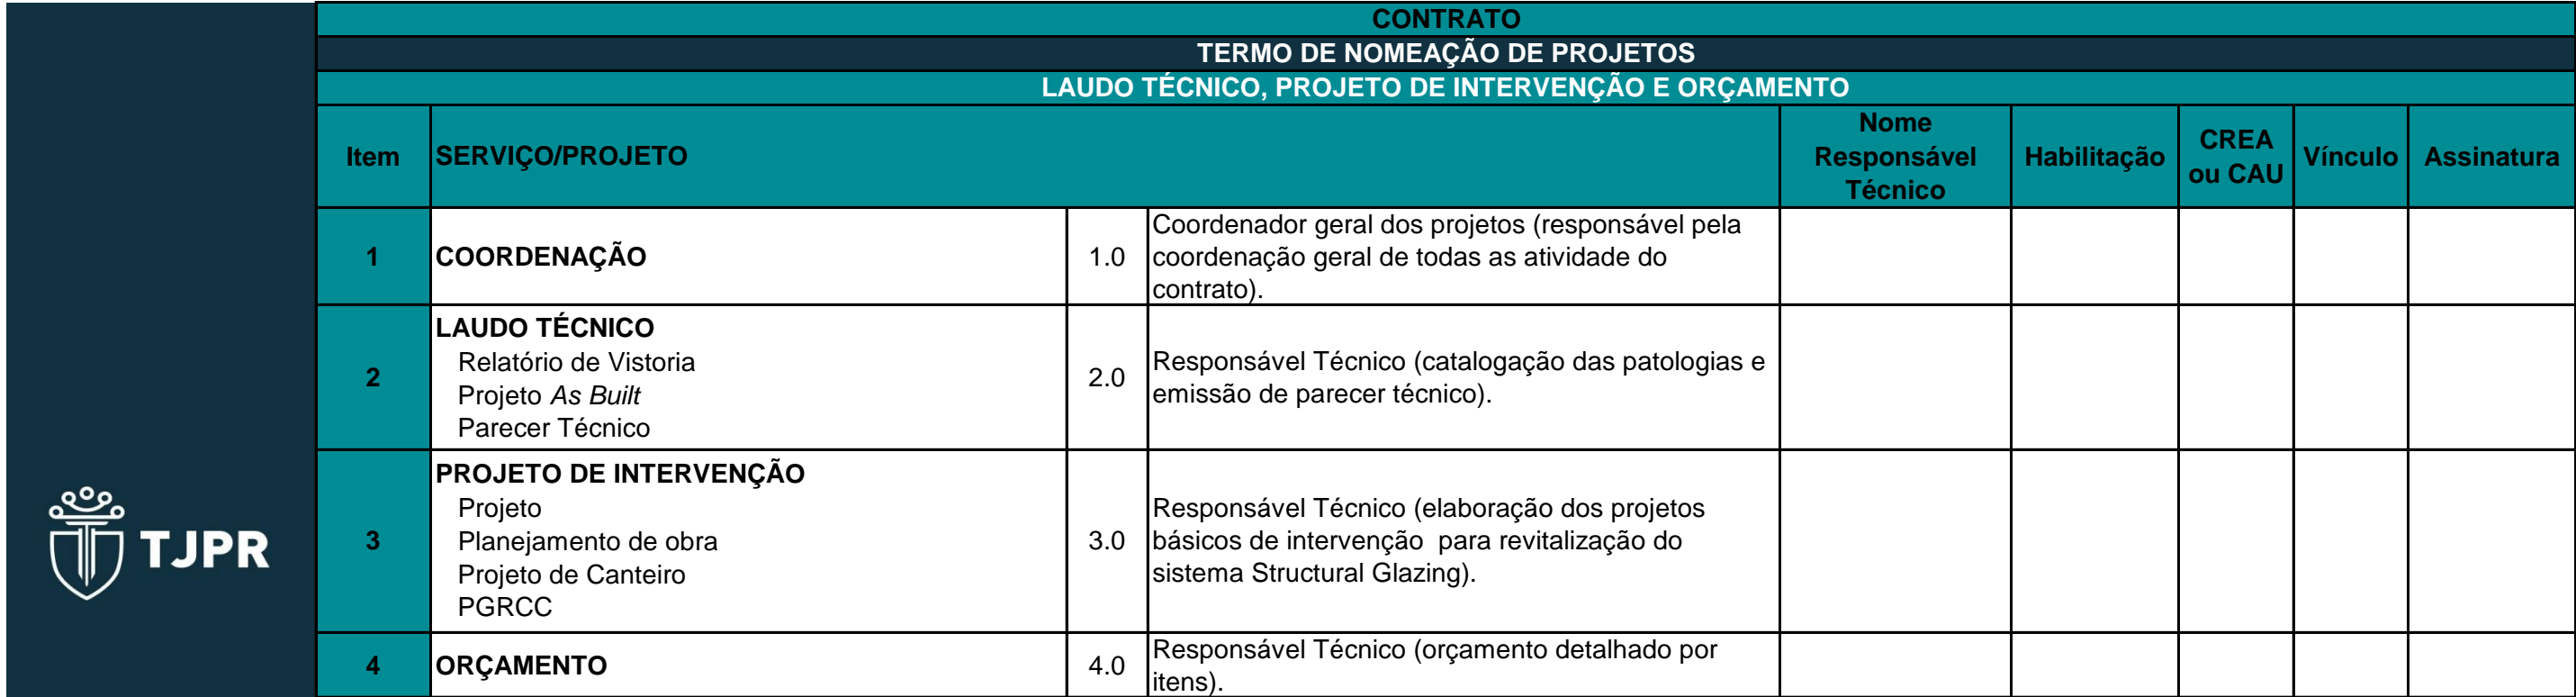 CONTRATO
TERMO DE NOMEAÇÃO DE PROJETOS
LAUDO TÉCNICO, PROJETO DE INTERVENÇÃO E ORÇAMENTO
Item
SERVIÇO/PROJETO
Nome
Responsável
Técnico
Habilitação
CREA
ou CAU
Vínculo
Assinatura
1
COORDENAÇÃO
1.0
Coordenador geral dos projetos (responsável pela
coordenação geral de todas as atividade do
contrato).
2
LAUDO TÉCNICO
Relatório de Vistoria
Projeto As Built
Parecer Técnico
2.0
Responsável Técnico (catalogação das patologias e
emissão de parecer técnico).
3
PROJETO DE INTERVENÇÃO
Projeto
Planejamento de obra
Projeto de Canteiro
PGRCC
3.0
Responsável Técnico (elaboração dos projetos
básicos de intervenção  para revitalização do
sistema Structural Glazing).
4
ORÇAMENTO
4.0
Responsável Técnico (orçamento detalhado por
itens).
TJPR